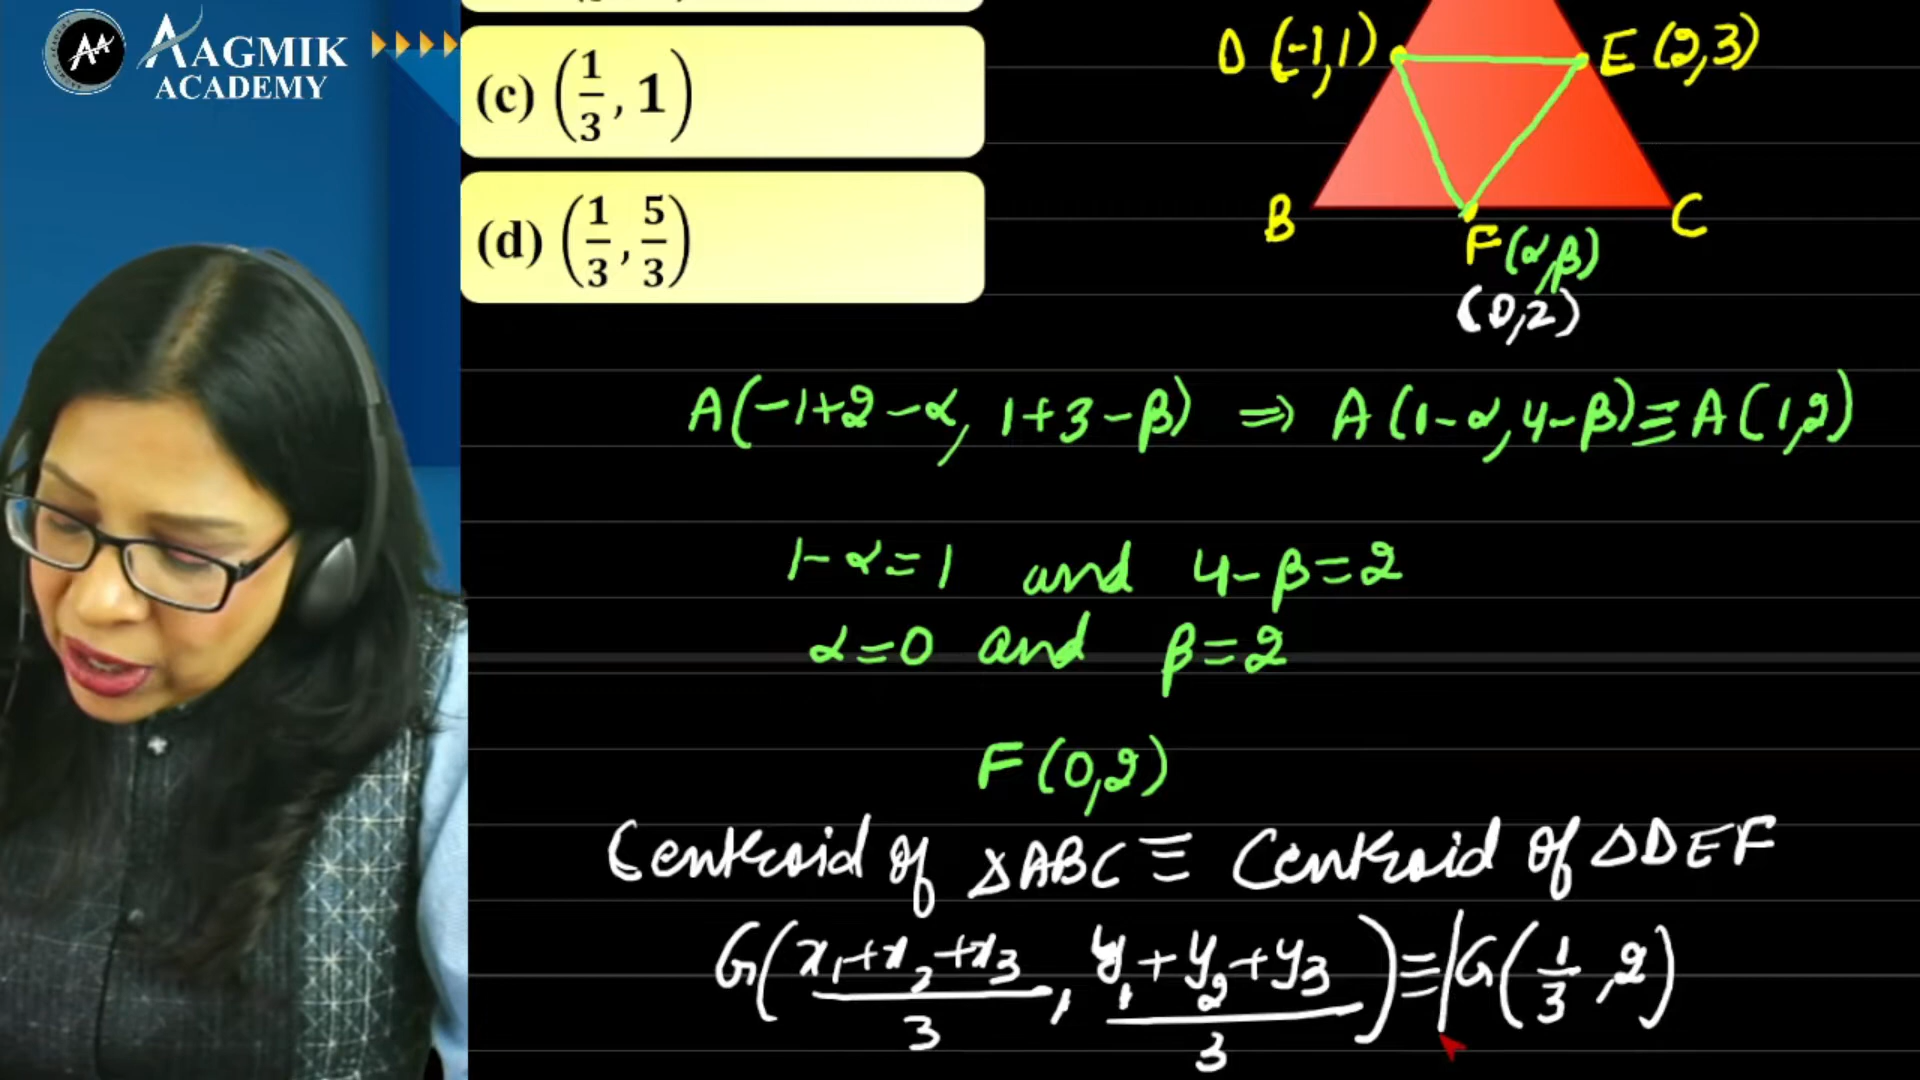 AAGMIK
ACADEMY
(c) (1/3, 1)
(d) (1/3, 5/3)
D (-1,1)
E (2,3)
B
C
F(α,β)
(0,2)
A(-1+2-α, 1+3-β) ⇒ A(1-α,4-β)≡A(1,2)
1-α=1 and 4-β=2
α=0 and β=2
F(0,2)
Centroid of △ABC ≡ Centroid of △DEF
G((x₁+x₂+x₃)/3, (y₁+y₂+y₃)/3)≡|G(1/3,2)